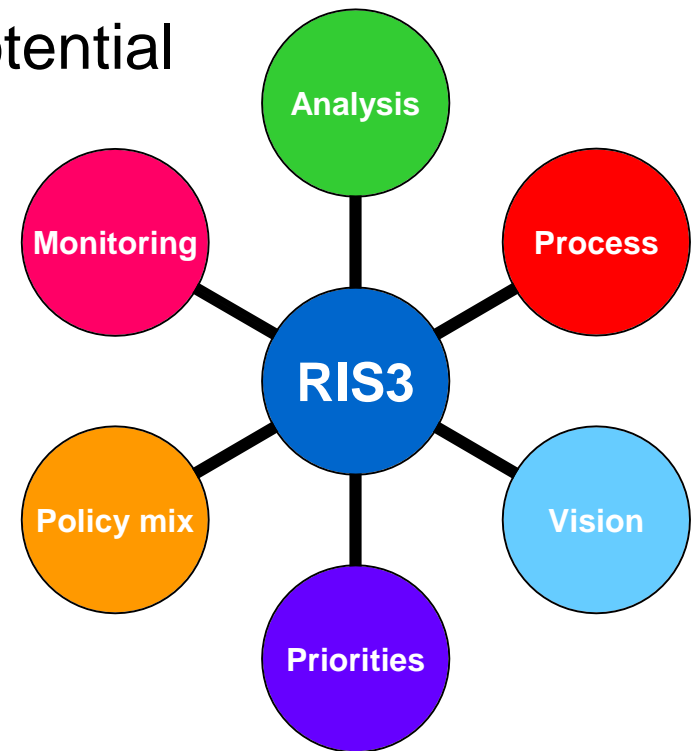 otential
Analysis
Monitoring
Process
RIS3
Policy mix
Vision
Priorities